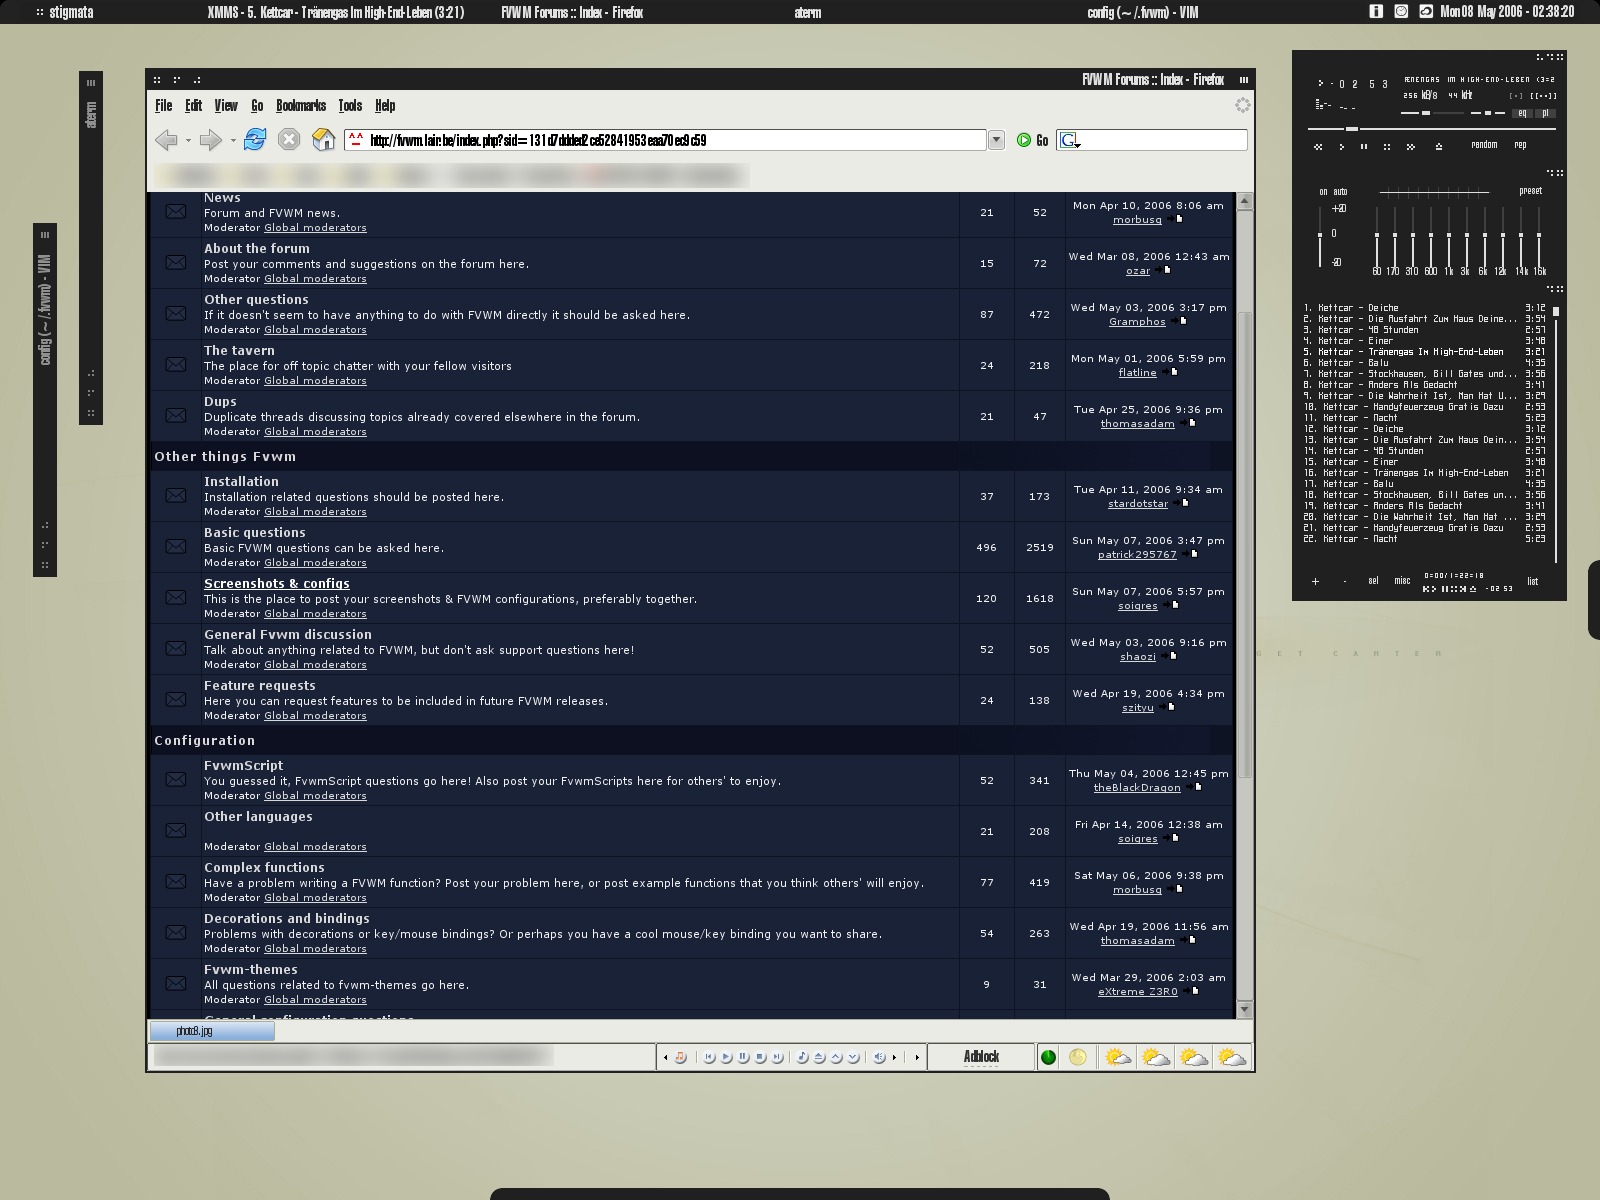 stigmata
XMMS - 5. Kettcar - Tränengas Im High-End-Leben (3:21)
FVWM Forums :: Index - Firefox
aterm
config (~/.fvwm) - VIM
Mon 08 May 2006 - 02:38:20
aterm
config (~/.fvwm) - VIM
FVWM Forums :: Index - Firefox
File Edit View Go Bookmarks Tools Help
Go
News
Forum and FVWM news.
Moderator Global moderators
21 52
Mon Apr 10, 2006 8:06 am
morbusg
About the forum
Post your comments and suggestions on the forum here.
Moderator Global moderators
15 72
Wed Mar 08, 2006 12:43 am
ozar
Other questions
If it doesn't seem to have anything to do with FVWM directly it should be asked here.
Moderator Global moderators
87 472
Wed May 03, 2006 3:17 pm
Gramphos
The tavern
The place for off topic chatter with your fellow visitors
Moderator Global moderators
24 218
Mon May 01, 2006 5:59 pm
flatline
Dups
Duplicate threads discussing topics already covered elsewhere in the forum.
Moderator Global moderators
21 47
Tue Apr 25, 2006 9:36 pm
thomasadam
Other things Fvwm
Installation
Installation related questions should be posted here.
Moderator Global moderators
37 173
Tue Apr 11, 2006 9:34 am
stardotstar
Basic questions
Basic FVWM questions can be asked here.
Moderator Global moderators
496 2519
Sun May 07, 2006 3:47 pm
patrick295767
Screenshots & configs
This is the place to post your screenshots & FVWM configurations, preferably together.
Moderator Global moderators
120 1618
Sun May 07, 2006 5:57 pm
soigres
General Fvwm discussion
Talk about anything related to FVWM, but don't ask support questions here!
Moderator Global moderators
52 505
Wed May 03, 2006 9:16 pm
shaozi
Feature requests
Here you can request features to be included in future FVWM releases.
Moderator Global moderators
24 138
Wed Apr 19, 2006 4:34 pm
szityu
Configuration
FvwmScript
You guessed it, FvwmScript questions go here! Also post your FvwmScripts here for others' to enjoy.
Moderator Global moderators
52 341
Thu May 04, 2006 12:45 pm
theBlackDragon
Other languages
Moderator Global moderators
21 208
Fri Apr 14, 2006 12:38 am
soigres
Complex functions
Have a problem writing a FVWM function? Post your problem here, or post example functions that you think others' will enjoy.
Moderator Global moderators
77 419
Sat May 06, 2006 9:38 pm
morbusg
Decorations and bindings
Problems with decorations or key/mouse bindings? Or perhaps you have a cool mouse/key binding you want to share.
Moderator Global moderators
54 263
Wed Apr 19, 2006 11:56 am
thomasadam
Fvwm-themes
All questions related to fvwm-themes go here.
Moderator Global moderators
9 31
Wed Mar 29, 2006 2:03 am
eXtreme Z3R0
General configuration questions
photo8.jpg
Adblock
02 53
ÆNENGAS IM HIGH-END-LEBEN (3=2
256 kB/8 44 kHz
eq pl
random rep
on auto preset
+20
0
-20
60 170 310 600 1k 3k 6k 12k 14k 16k
1. Kettcar - Deiche 3:12
2. Kettcar - Die Ausfahrt Zum Haus Deine... 3:54
3. Kettcar - 48 Stunden 2:57
4. Kettcar - Einer 3:48
5. Kettcar - Tränengas Im High-End-Leben 3:21
6. Kettcar - Balu 4:35
7. Kettcar - Stockhausen, Bill Gates und... 3:56
8. Kettcar - Anders Als Gedacht 3:41
9. Kettcar - Die Wahrheit Ist, Man Hat U... 3:29
10. Kettcar - Handyfeuerzeug Gratis Dazu 2:53
11. Kettcar - Nacht 5:23
12. Kettcar - Deiche 3:12
13. Kettcar - Die Ausfahrt Zum Haus Dein... 3:54
14. Kettcar - 48 Stunden 2:57
15. Kettcar - Einer 3:48
16. Kettcar - Tränengas Im High-End-Leben 3:21
17. Kettcar - Balu 4:35
18. Kettcar - Stockhausen, Bill Gates un... 3:56
19. Kettcar - Anders Als Gedacht 3:41
20. Kettcar - Die Wahrheit Ist, Man Hat ... 3:29
21. Kettcar - Handyfeuerzeug Gratis Dazu 2:53
22. Kettcar - Nacht 5:23
+ - sel misc
0=00/1=22=18
-02 53
list